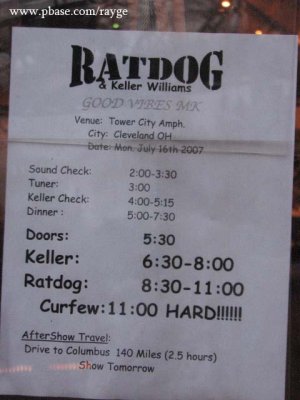 www.pbase.com/rayge
RATDOG
& Keller Williams
GOOD VIBES MK
Venue: Tower City Amph.
City: Cleveland OH
Date: Mon. July 16th 2007
Sound Check: 2:00-3:30
Tuner: 3:00
Keller Check: 4:00-5:15
Dinner : 5:00-7:30
Doors: 5:30
Keller: 6:30-8:00
Ratdog: 8:30-11:00
Curfew:11:00 HARD!!!!!!
AfterShow Travel:
Drive to Columbus 140 Miles (2.5 hours)
Show Tomorrow